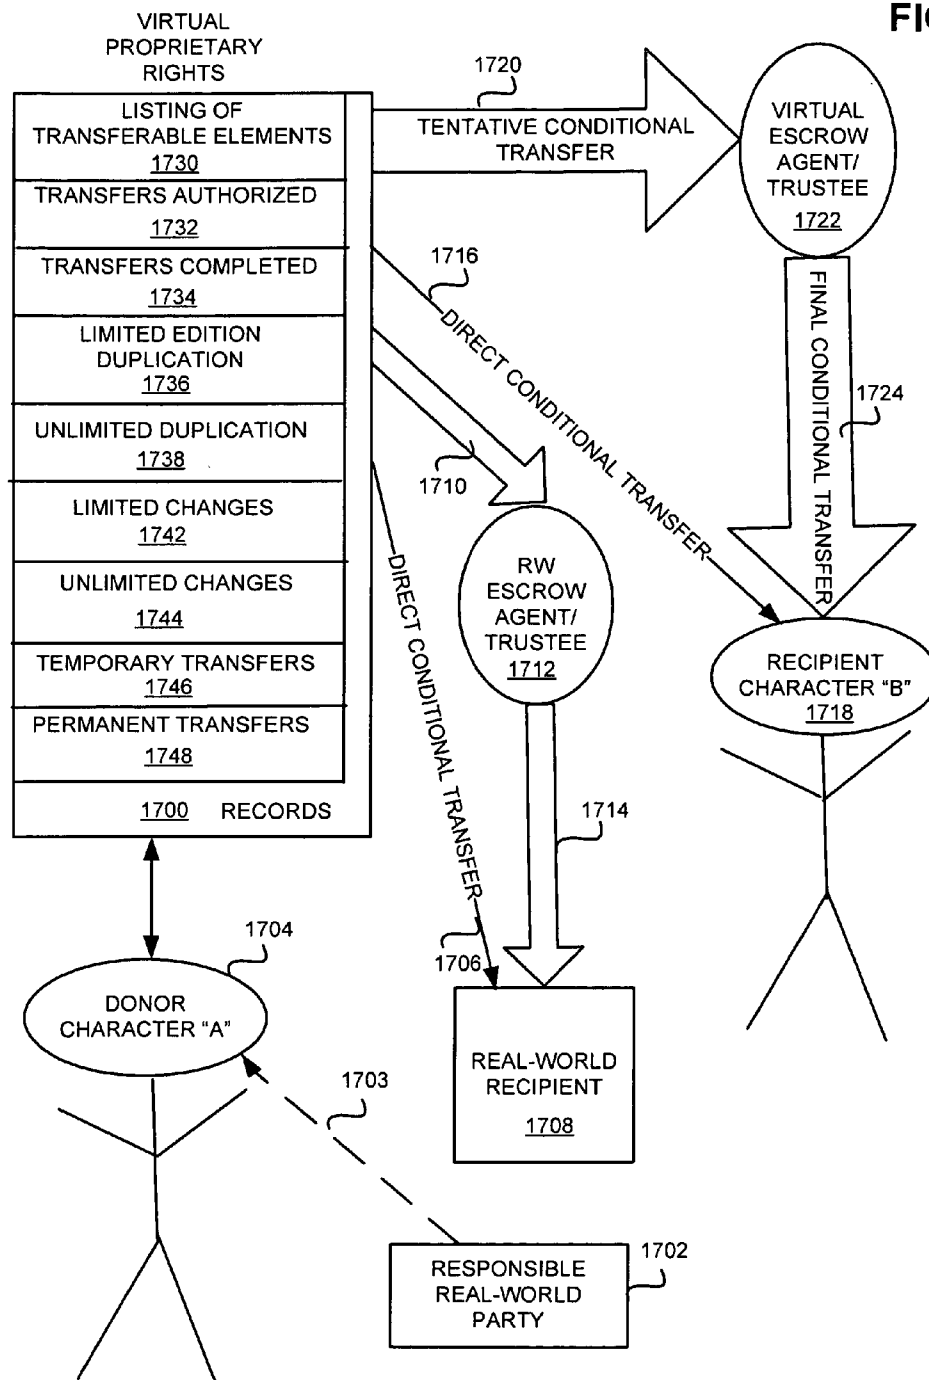 FIG
VIRTUAL
PROPRIETARY
RIGHTS
LISTING OF
TRANSFERABLE ELEMENTS
1730
TRANSFERS AUTHORIZED
1732
TRANSFERS COMPLETED
1734
LIMITED EDITION
DUPLICATION
1736
UNLIMITED DUPLICATION
1738
LIMITED CHANGES
1742
UNLIMITED CHANGES
1744
TEMPORARY TRANSFERS
1746
PERMANENT TRANSFERS
1748
1700 RECORDS
1720
TENTATIVE CONDITIONAL
TRANSFER
VIRTUAL
ESCROW
AGENT/
TRUSTEE
1722
1716
DIRECT CONDITIONAL TRANSFER
FINAL CONDITIONAL TRANSFER
1724
1710
RW
ESCROW
AGENT/
TRUSTEE
1712
DIRECT CONDITIONAL TRANSFER
RECIPIENT
CHARACTER “B”
1718
1714
1706
1704
DONOR
CHARACTER “A”
REAL-WORLD
RECIPIENT
1708
1703
1702
RESPONSIBLE
REAL-WORLD
PARTY